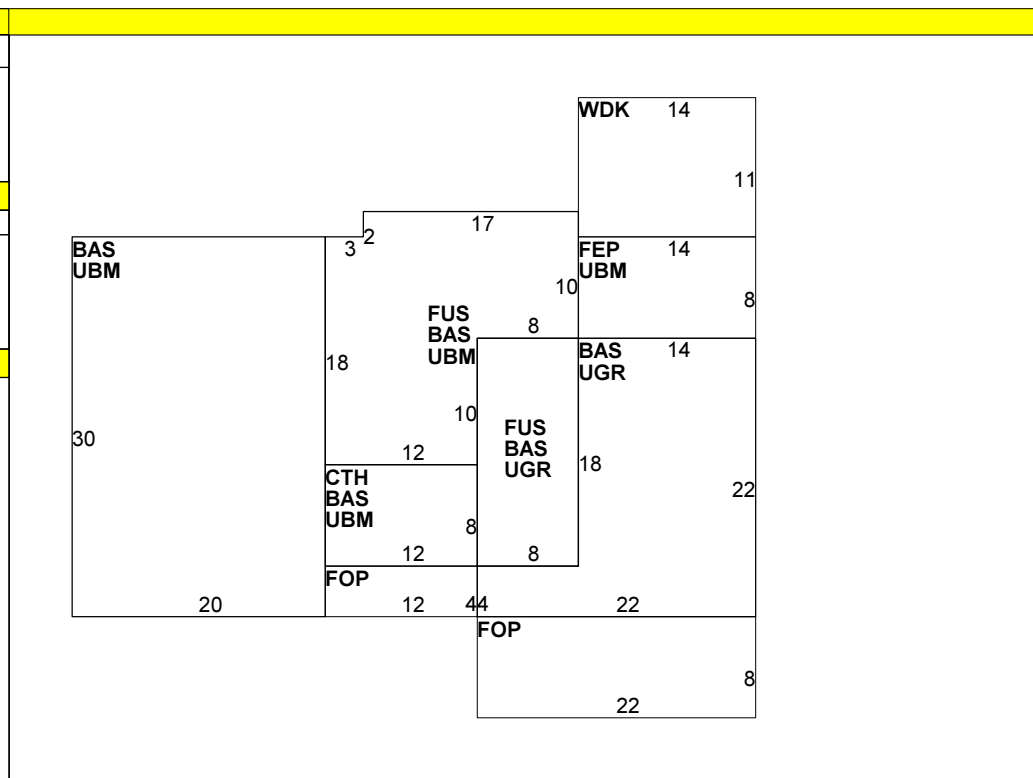 WDK 14
11
17
2
3
BAS
UBM
FEP 14
UBM
10
8
FUS
BAS
UBM
8
BAS 14
UGR
18
10
FUS
BAS
UGR
30
12
18
22
CTH
BAS
UBM
8
12
8
FOP
20
12
44
22
FOP
8
22